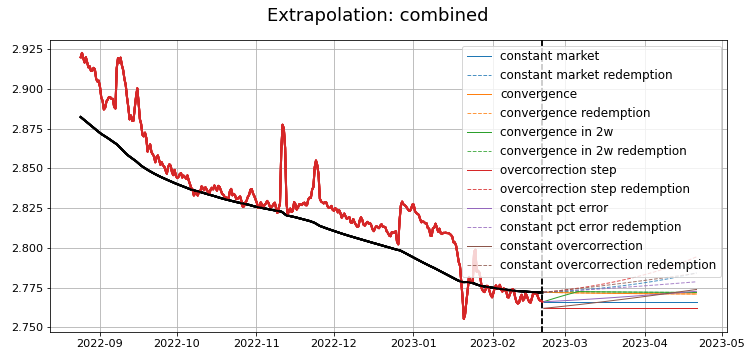 Extrapolation: combined
2.925
2.900
2.875
2.850
2.825
2.800
2.775
2.750
constant market
constant market redemption
convergence
convergence redemption
convergence in 2w
convergence in 2w redemption
overcorrection step
overcorrection step redemption
constant pct error
constant pct error redemption
constant overcorrection
constant overcorrection redemption
2022-09 2022-10 2022-11 2022-12 2023-01 2023-02 2023-03 2023-04 2023-05